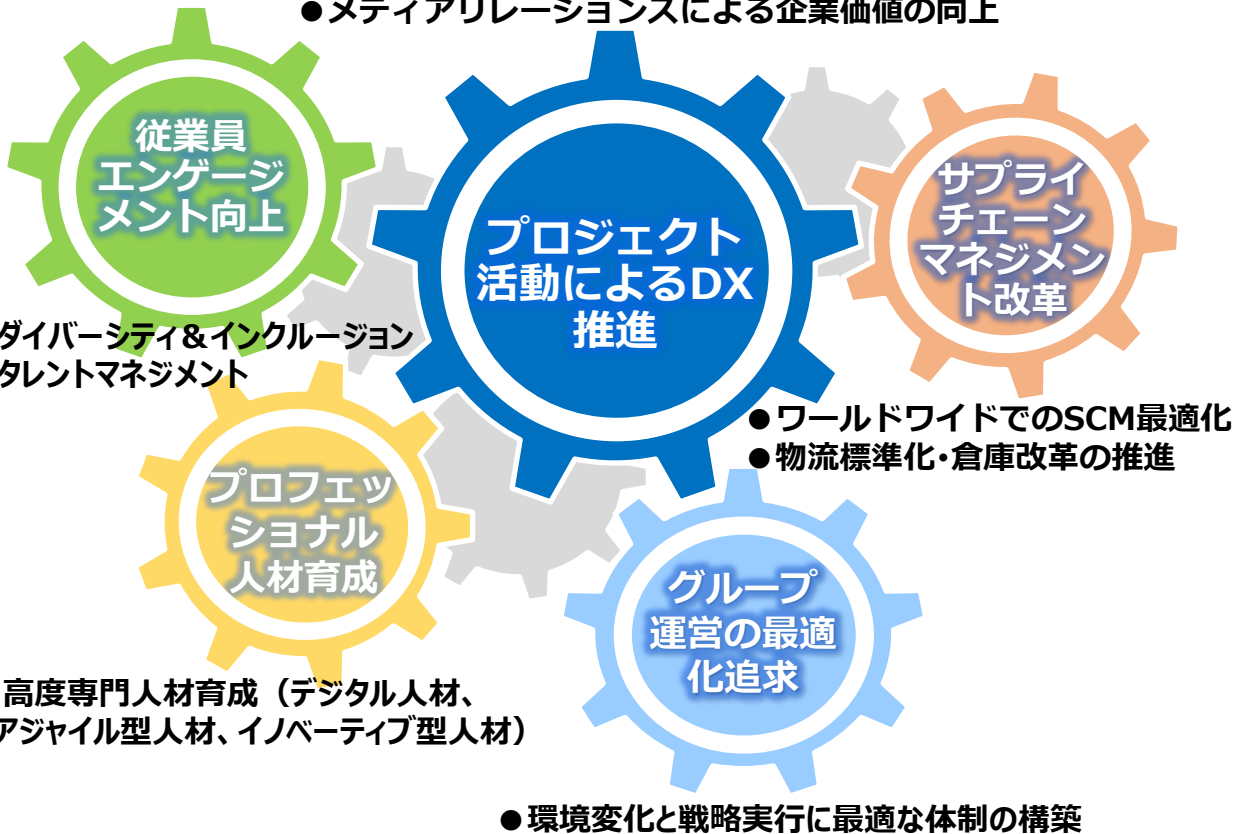 ●メディアリレーションズによる企業価値の向上
従業員
エンゲージ
メント向上
プロジェクト
活動によるDX
推進
サプライ
チェーン
マネジメン
ト改革
ダイバーシティ&インクルージョン
タレントマネジメント
●ワールドワイドでのSCM最適化
●物流標準化・倉庫改革の推進
プロフェッ
ショナル
人材育成
グループ
運営の最適
化追求
高度専門人材育成（デジタル人材、
アジャイル型人材、イノベーティブ型人材）
●環境変化と戦略実行に最適な体制の構築